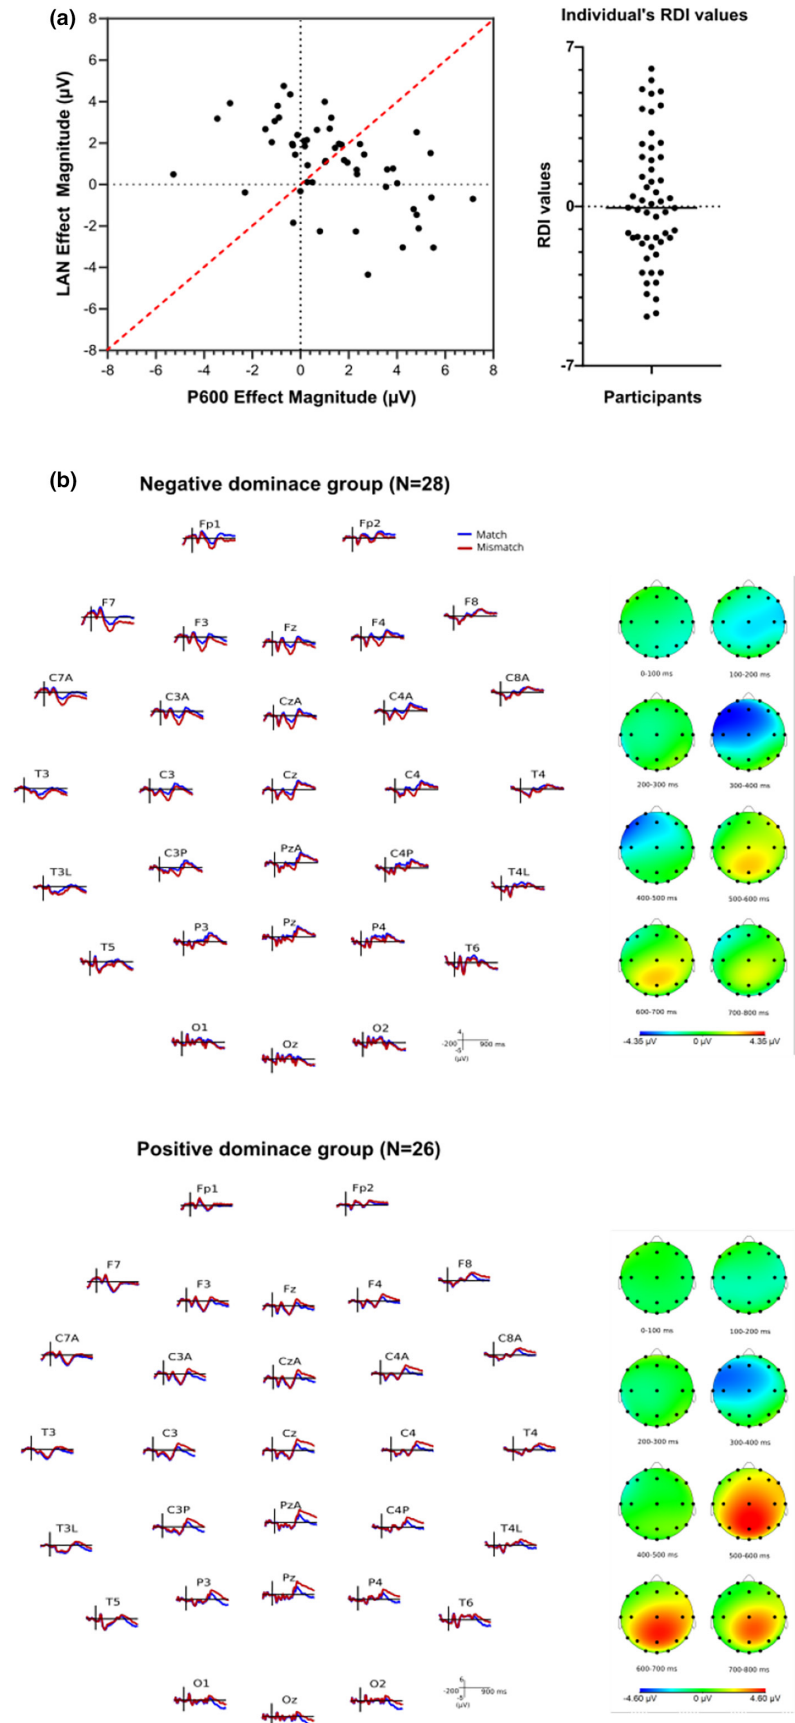 (a)
Individual's RDI values
8
6
4
2
0
-2
-4
-6
-8
LAN Effect Magnitude (µV)
-8 -6 -4 -2 0 2 4 6 8
P600 Effect Magnitude (µV)
7
0
-7
RDI values
Participants
(b)
Negative dominace group (N=28)
Match
Mismatch
Fp1 Fp2
F7 F3 Fz F4 F8
C7A C3A CzA C4A C8A
T3 C3 Cz C4 T4
T3L C3P PzA C4P T4L
T5 P3 Pz P4 T6
O1 Oz O2
4
-200 900 ms
-5
(µV)
0-100 ms 100-200 ms
200-300 ms 300-400 ms
400-500 ms 500-600 ms
600-700 ms 700-800 ms
-4.35 µV 0 µV 4.35 µV
Positive dominace group (N=26)
Fp1 Fp2
F7 F3 Fz F4 F8
C7A C3A CzA C4A C8A
T3 C3 Cz C4 T4
T3L C3P PzA C4P T4L
T5 P3 Pz P4 T6
O1 Oz O2
6
-200 900 ms
(µV)
0-100 ms 100-200 ms
200-300 ms 300-400 ms
400-500 ms 500-600 ms
600-700 ms 700-800 ms
-4.60 µV 0 µV 4.60 µV